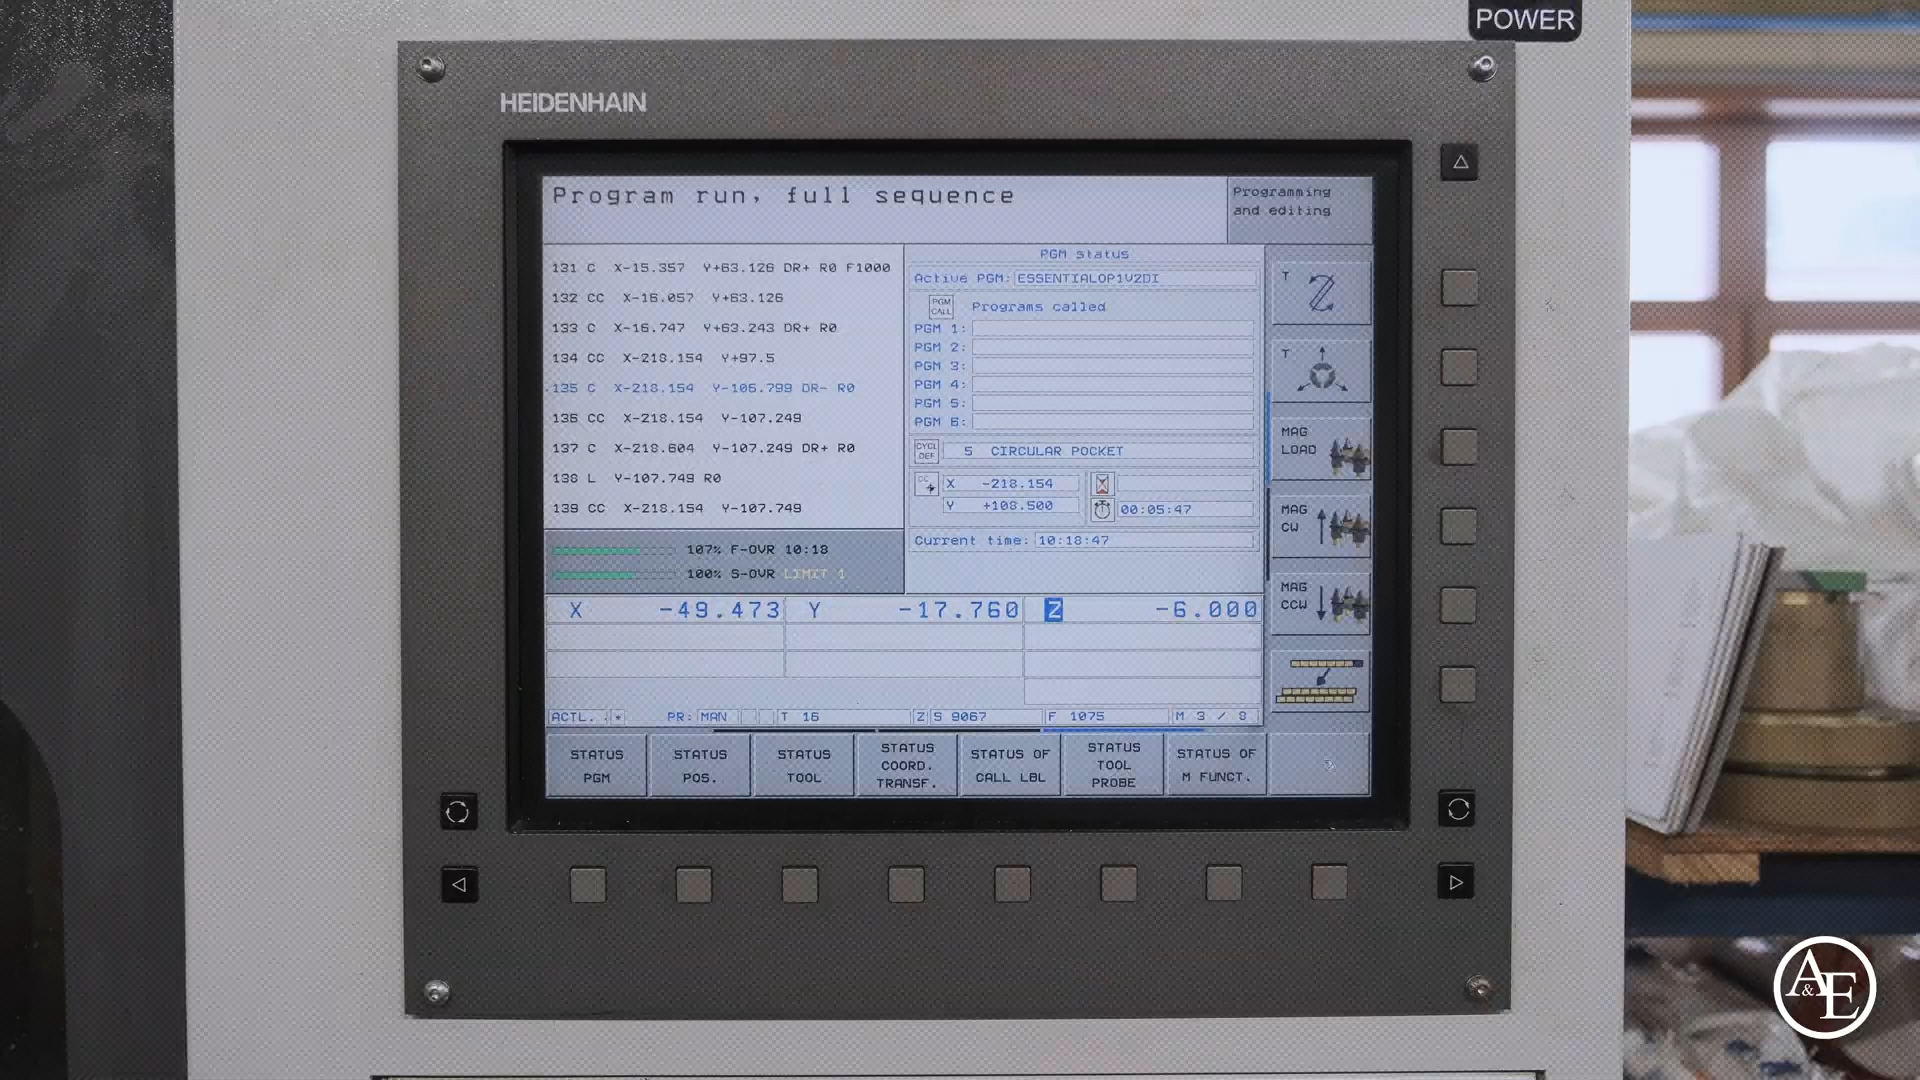 POWER
HEIDENHAIN
Program run, full sequence
Programming
and editing
131 C X-15.357 Y+63.126 DR+ R0 F1000
132 CC X-16.057 Y+63.126
133 C X-16.747 Y+63.243 DR+ R0
134 CC X-218.154 Y+97.5
135 C X-218.154 Y-106.799 DR- R0
136 CC X-218.154 Y-107.249
137 C X-218.604 Y-107.249 DR+ R0
138 L Y-107.749 R0
139 CC X-218.154 Y-107.749
107% F-OVR 10:18
100% S-OVR LIMIT 1
PGM status
Active PGM: ESSENTIALOP1V2DI
PGM CALL Programs called
PGM 1:
PGM 2:
PGM 3:
PGM 4:
PGM 5:
PGM 6:
CYCL DEF 5 CIRCULAR POCKET
CC X -218.154
Y +108.500
00:05:47
Current time: 10:18:47
T
T
MAG
LOAD
MAG
CW
MAG
CCW
X -49.473 Y -17.760 Z -6.000
ACTL. PR: MAN T 16 Z S 9067 F 1075 M 3 / 8
STATUS
PGM
STATUS
POS.
STATUS
TOOL
STATUS
COORD.
TRANSF.
STATUS OF
CALL LBL
STATUS
TOOL
PROBE
STATUS OF
M FUNCT.
A&E